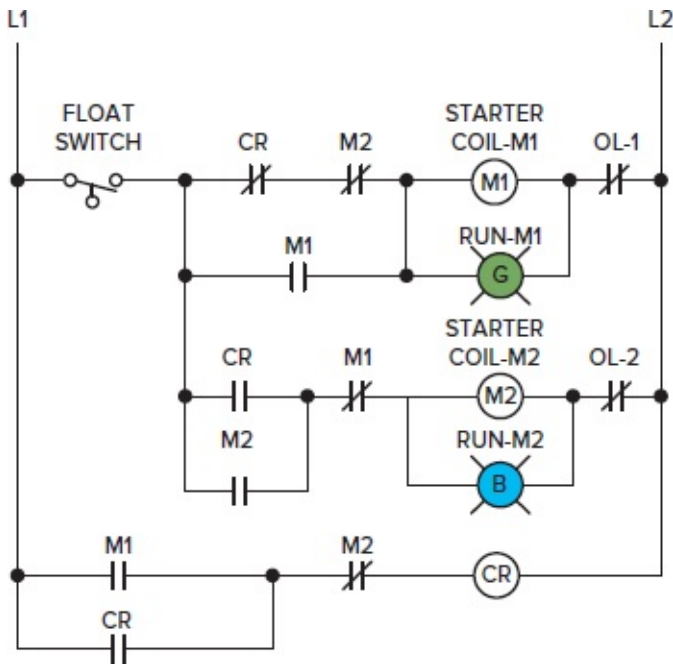 L1 L2
FLOAT
SWITCH
STARTER
COIL-M1
CR M2 OL-1
M1
M1 RUN-M1
G
STARTER
COIL-M2
CR M1 OL-2
M2
M2 RUN-M2
B
M1 M2
CR
CR